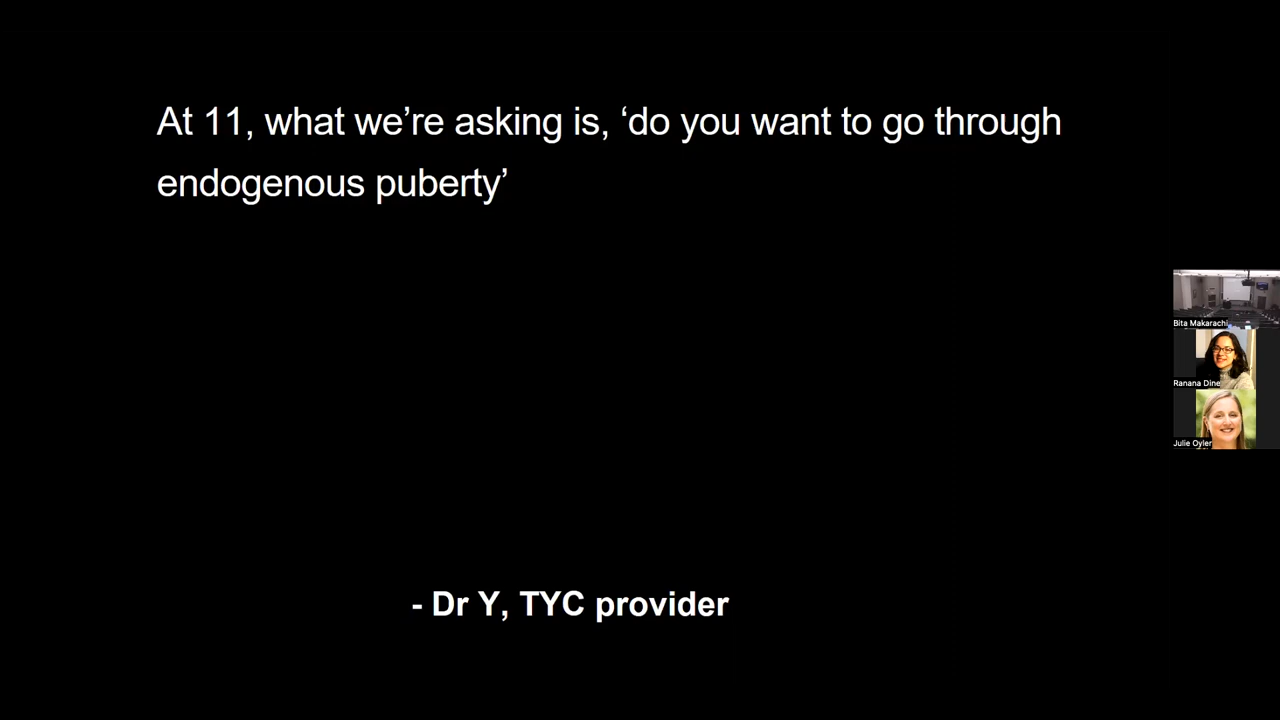 At 11, what we’re asking is, ‘do you want to go through
endogenous puberty’
Bita Makarachi
Ranana Dine
Julie Oyler
- Dr Y, TYC provider